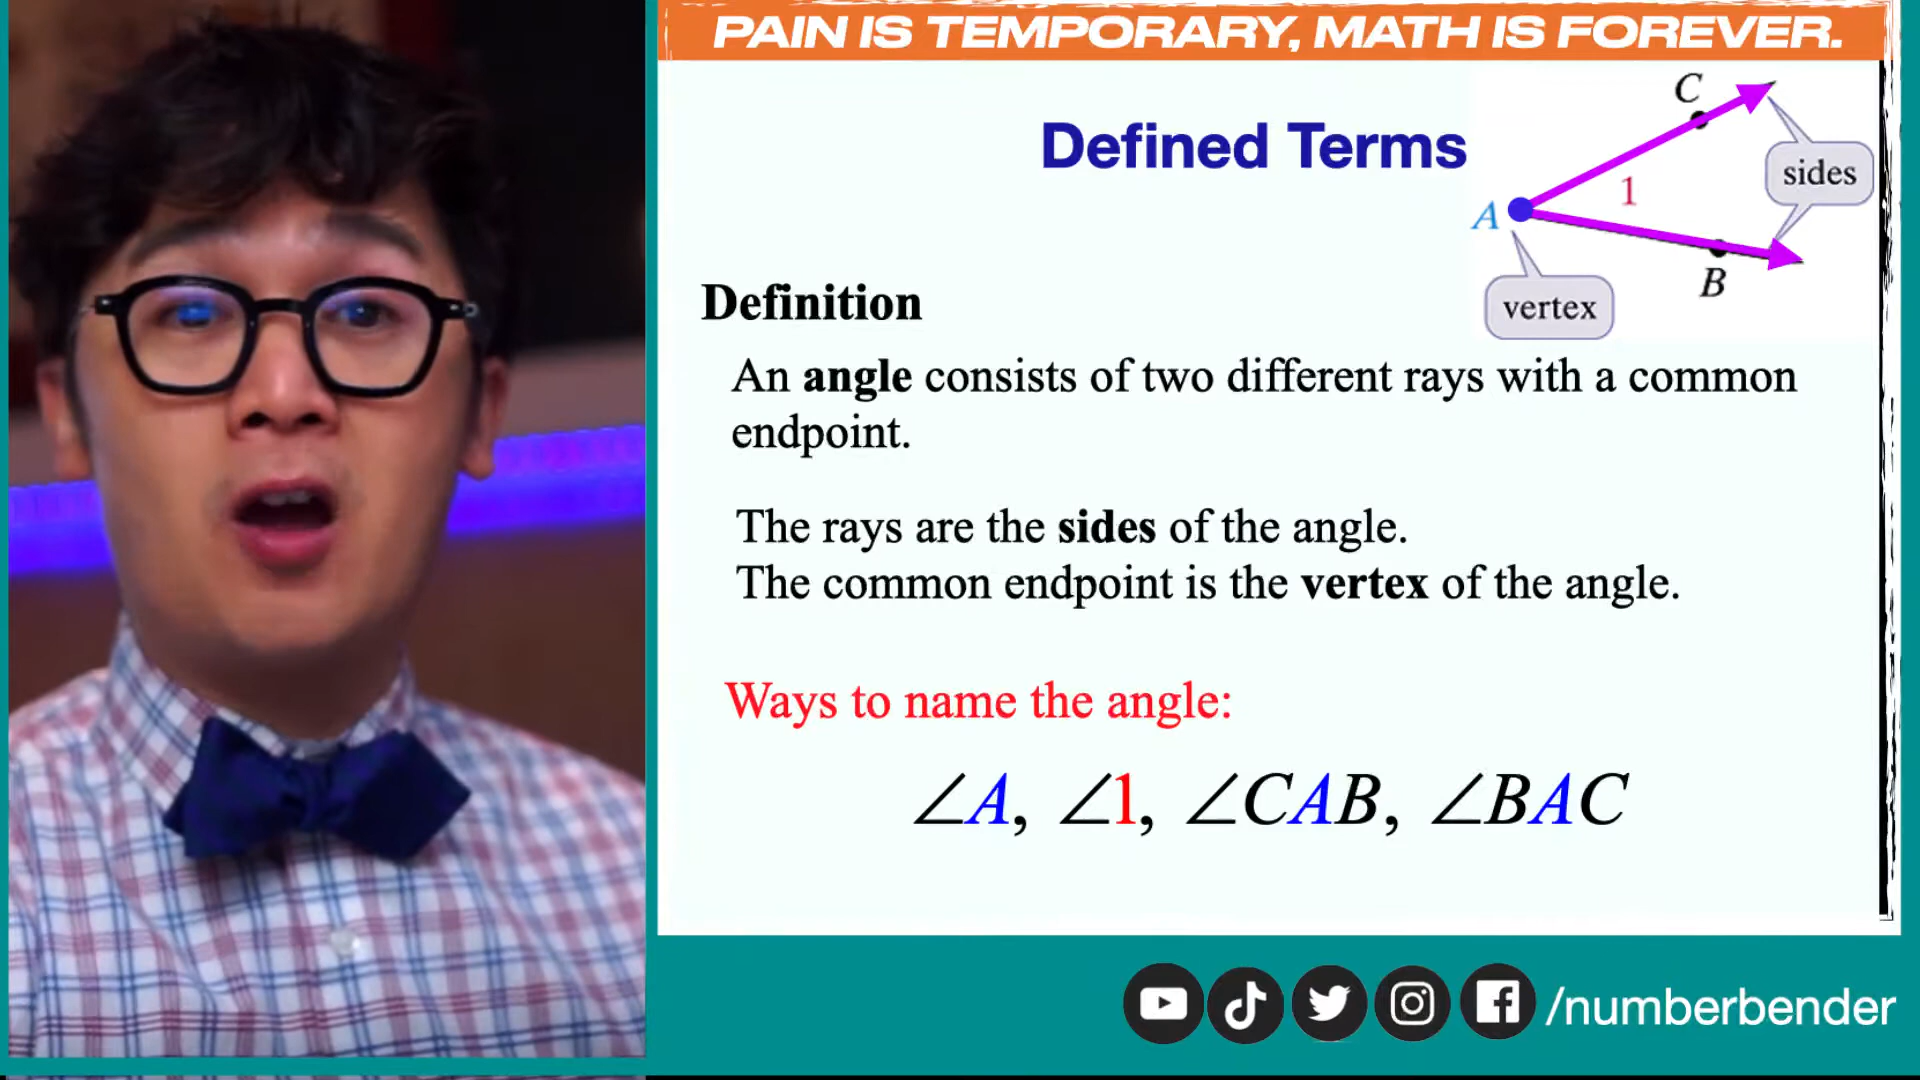 PAIN IS TEMPORARY, MATH IS FOREVER.
Defined Terms
C
sides
1
A
B
vertex
Definition
An angle consists of two different rays with a common
endpoint.
The rays are the sides of the angle.
The common endpoint is the vertex of the angle.
Ways to name the angle:
∠A, ∠1, ∠CAB, ∠BAC
/numberbender